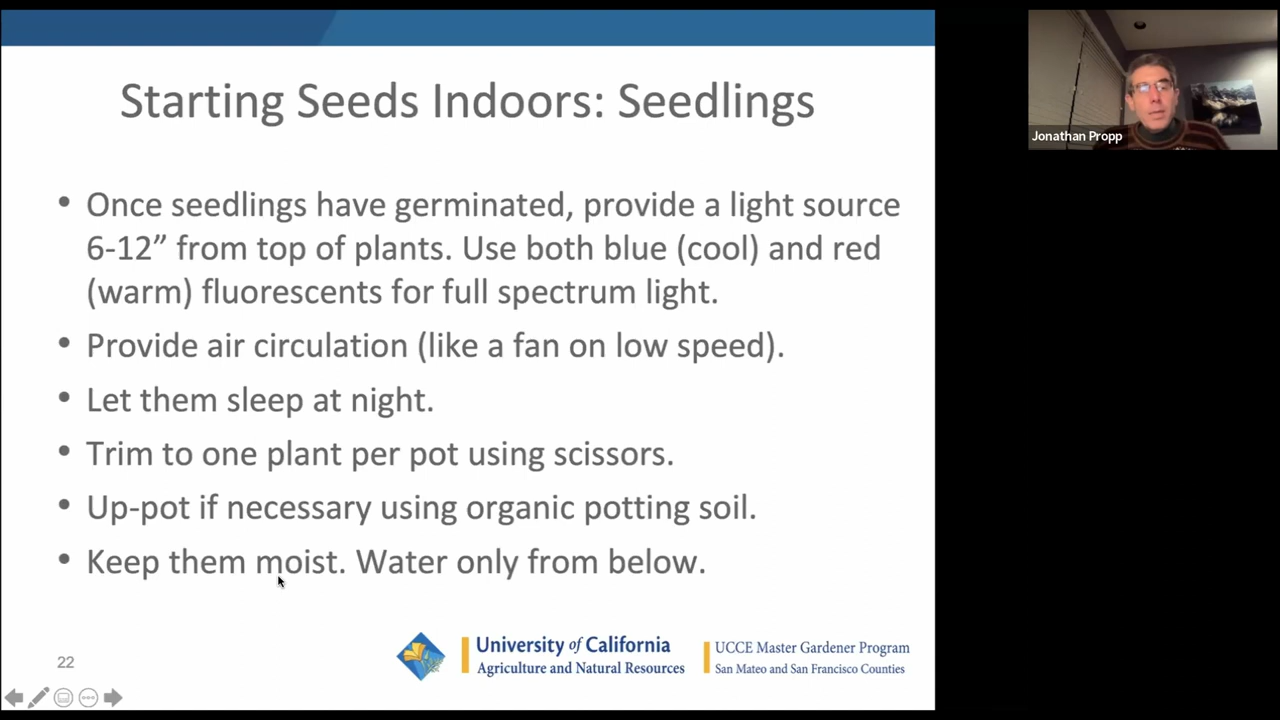 Starting Seeds Indoors: Seedlings
• Once seedlings have germinated, provide a light source
6-12” from top of plants. Use both blue (cool) and red
(warm) fluorescents for full spectrum light.
• Provide air circulation (like a fan on low speed).
• Let them sleep at night.
• Trim to one plant per pot using scissors.
• Up-pot if necessary using organic potting soil.
• Keep them moist. Water only from below.
22
University of California
Agriculture and Natural Resources
UCCE Master Gardener Program
San Mateo and San Francisco Counties
Jonathan Propp